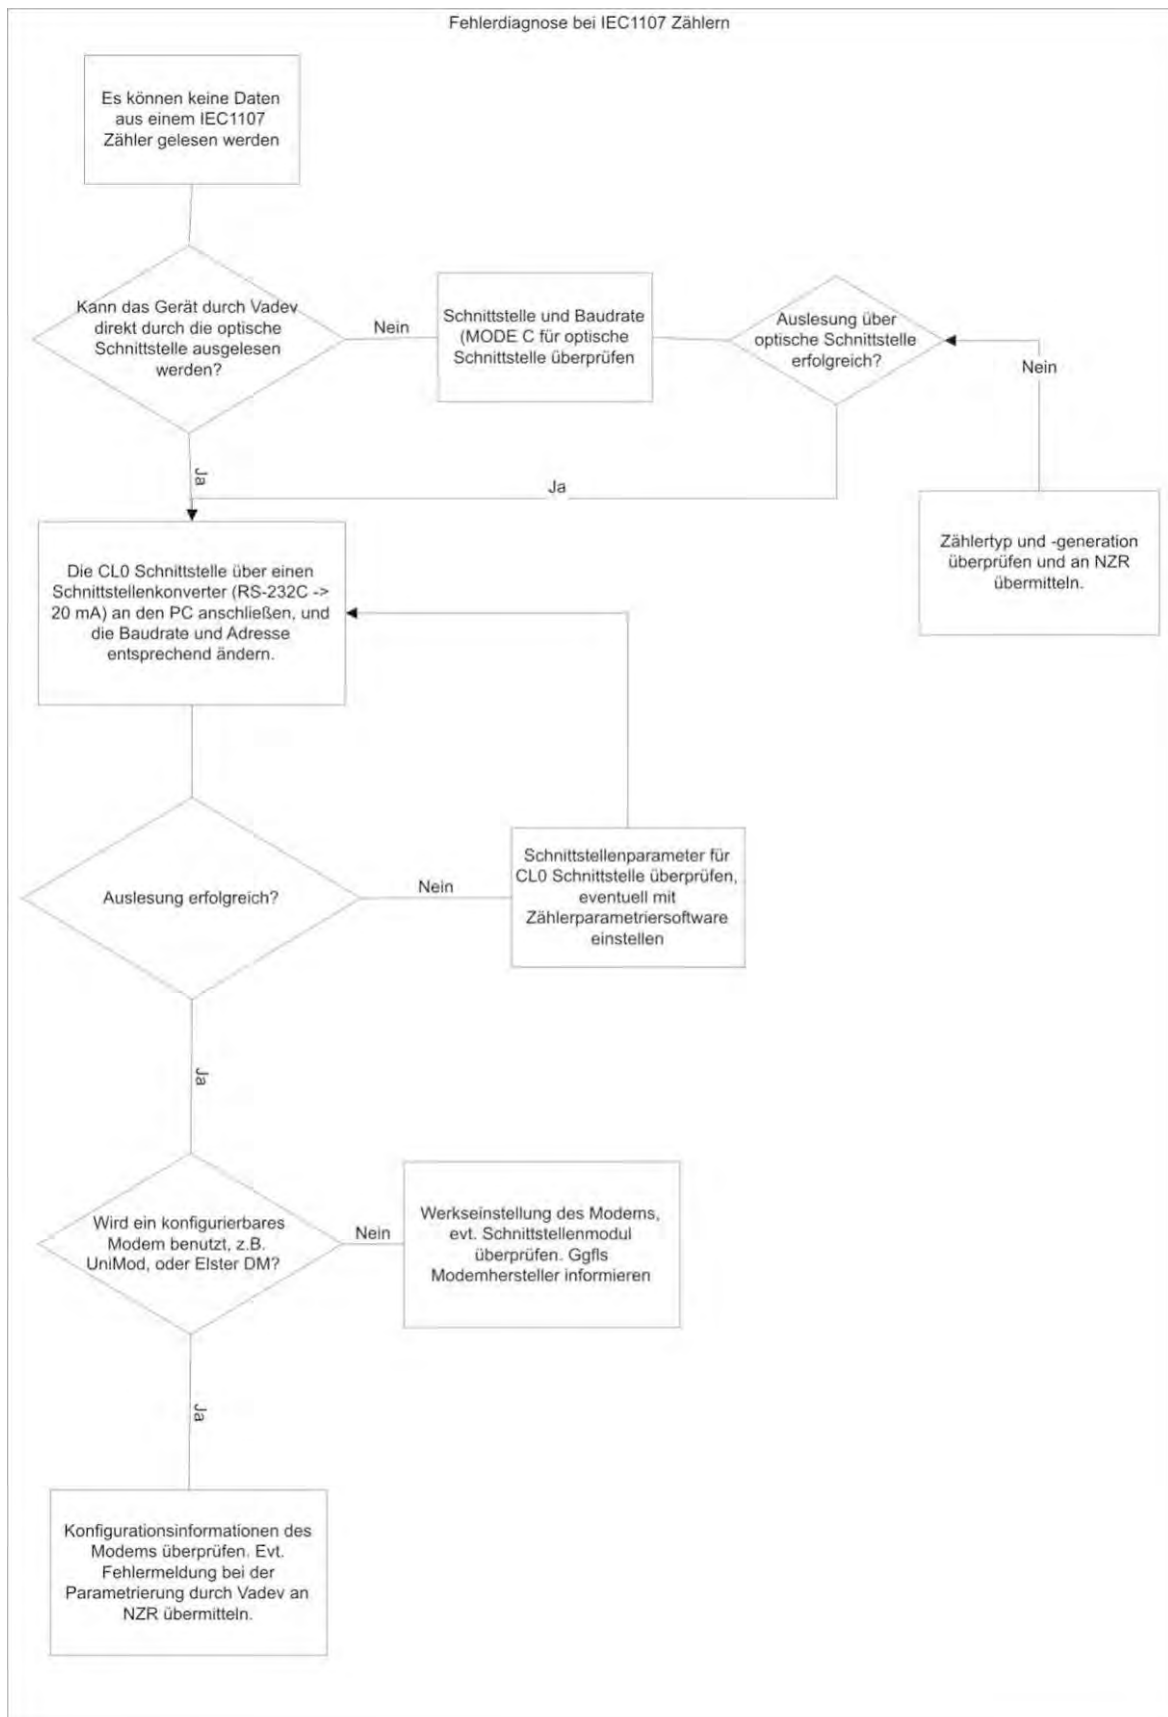 Fehlerdiagnose bei IEC1107 Zählern
Es können keine Daten
aus einem IEC1107
Zähler gelesen werden
Kann das Gerät durch Vadev
direkt durch die optische
Schnittstelle ausgelesen
werden?
Nein
Schnittstelle und Baudrate
(MODE C für optische
Schnittstelle überprüfen
Auslesung über
optische Schnittstelle
erfolgreich?
Nein
Ja
Ja
Zählertyp und -generation
überprüfen und an NZR
übermitteln.
Die CL0 Schnittstelle über einen
Schnittstellenkonverter (RS-232C ->
20 mA) an den PC anschließen, und
die Baudrate und Adresse
entsprechend ändern.
Auslesung erfolgreich?
Nein
Schnittstellenparameter für
CL0 Schnittstelle überprüfen,
eventuell mit
Zählerparametriersoftware
einstellen
Ja
Wird ein konfigurierbares
Modem benutzt, z.B.
UniMod, oder Elster DM?
Nein
Werkseinstellung des Modems,
evt. Schnittstellenmodul
überprüfen. Ggfls
Modemhersteller informieren
Ja
Konfigurationsinformationen des
Modems überprüfen. Evt.
Fehlermeldung bei der
Parametrierung durch Vadev an
NZR übermitteln.